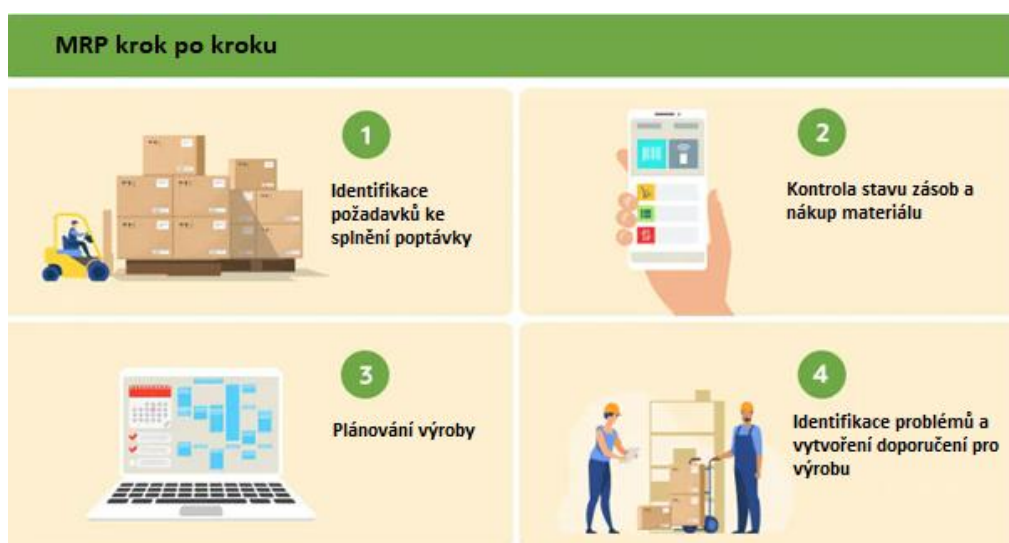 MRP krok po kroku
1
Identifikace
požadavků ke
splnění poptávky
2
Kontrola stavu zásob a
nákup materiálu
3
Plánování výroby
4
Identifikace problémů a
vytvoření doporučení pro
výrobu